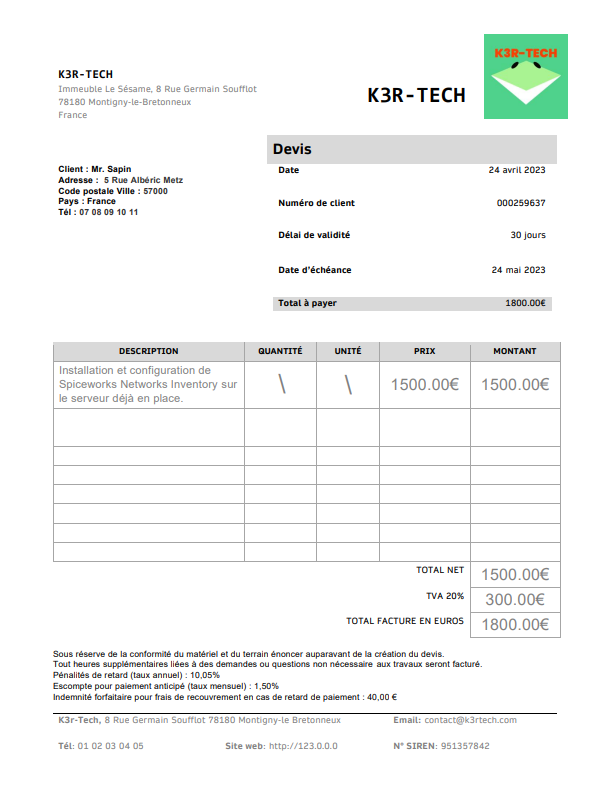 K3R-TECH
K3R-TECH
Immeuble Le Sésame, 8 Rue Germain Soufflot
78180 Montigny-le-Bretonneux
France
K3R-TECH
Devis
Client : Mr. Sapin
Adresse : 5 Rue Albéric Metz
Code postale Ville : 57000
Pays : France
Tél : 07 08 09 10 11
Date 24 avril 2023
Numéro de client 000259637
Délai de validité 30 jours
Date d'échéance 24 mai 2023
Total à payer 1800.00€
DESCRIPTION QUANTITÉ UNITÉ PRIX MONTANT
Installation et configuration de
Spiceworks Networks Inventory sur
le serveur déjà en place.
\ \ 1500.00€ 1500.00€
TOTAL NET 1500.00€
TVA 20% 300.00€
TOTAL FACTURE EN EUROS 1800.00€
Sous réserve de la conformité du matériel et du terrain énoncer auparavant de la création du devis.
Tout heures supplémentaires liées à des demandes ou questions non nécessaire aux travaux seront facturé.
Pénalités de retard (taux annuel) : 10,05%
Escompte pour paiement anticipé (taux mensuel) : 1,50%
Indemnité forfaitaire pour frais de recouvrement en cas de retard de paiement : 40,00 €
K3r-Tech, 8 Rue Germain Soufflot 78180 Montigny-le Bretonneux Email: contact@k3rtech.com
Tél: 01 02 03 04 05 Site web: http://123.0.0.0 N° SIREN: 951357842